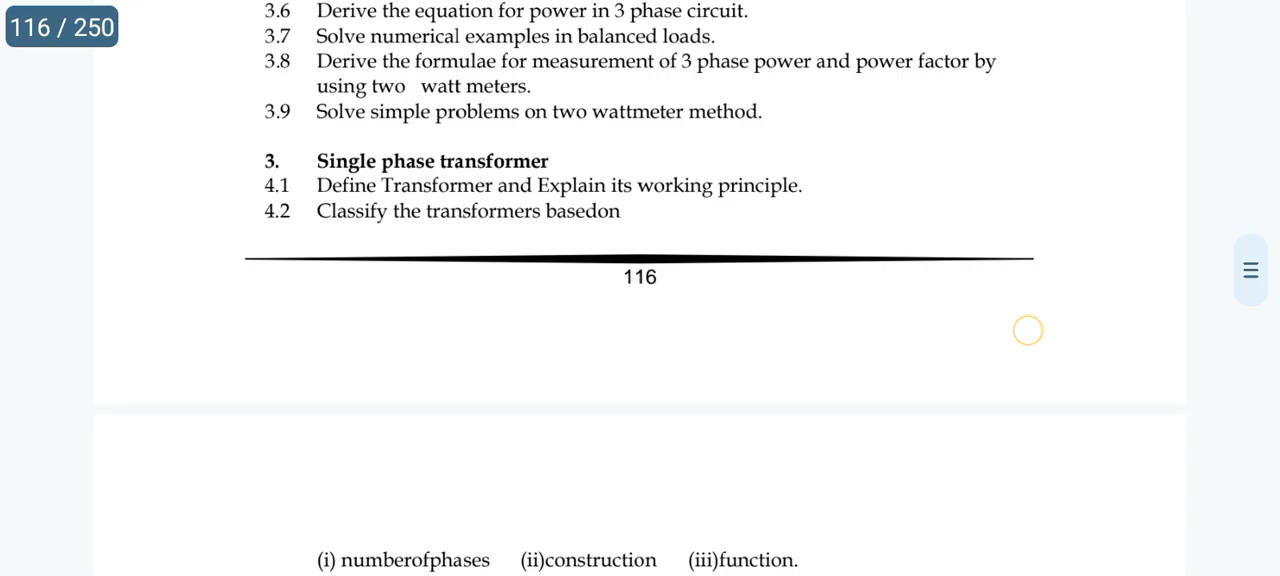 116 / 250
3.6 Derive the equation for power in 3 phase circuit.
3.7 Solve numerical examples in balanced loads.
3.8 Derive the formulae for measurement of 3 phase power and power factor by
using two watt meters.
3.9 Solve simple problems on two wattmeter method.
3. Single phase transformer
4.1 Define Transformer and Explain its working principle.
4.2 Classify the transformers basedon
116
(i) numberofphases (ii)construction (iii)function.